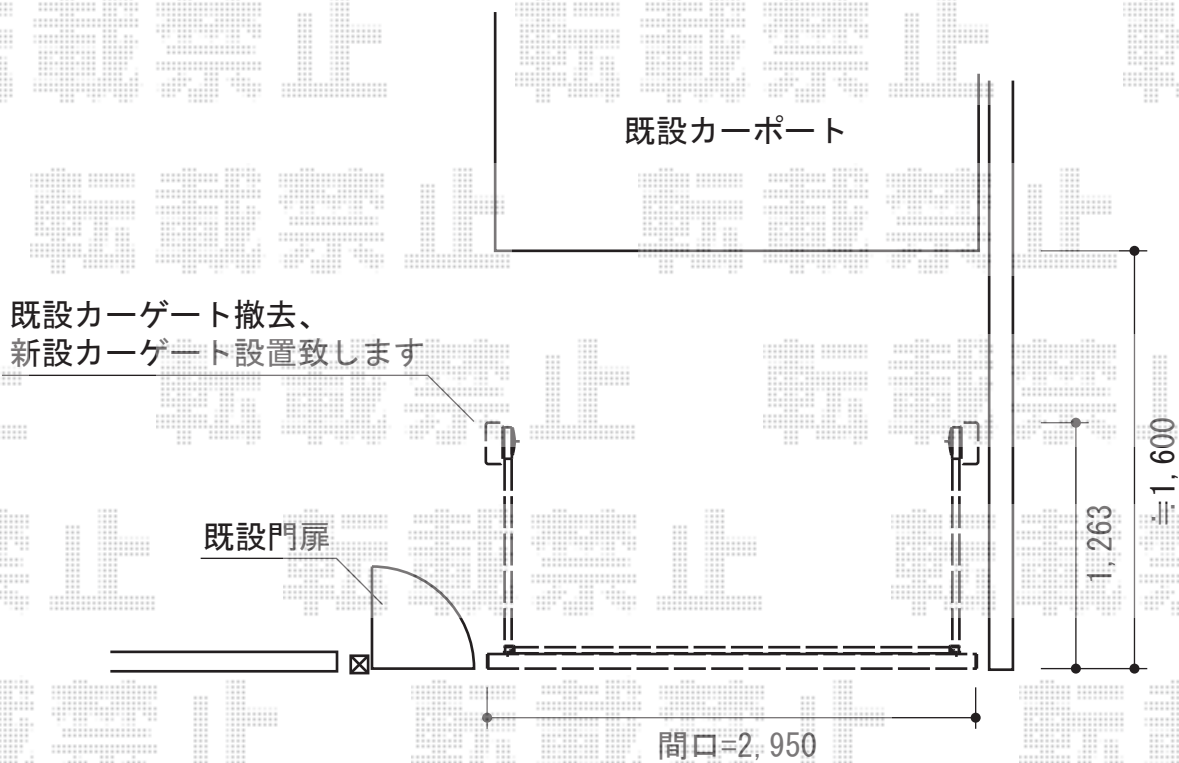 既設カーポート
既設カーゲート撤去、
新設カーゲート設置致します
既設門扉
1,263
≒1,600
間口=2,950
転載禁止